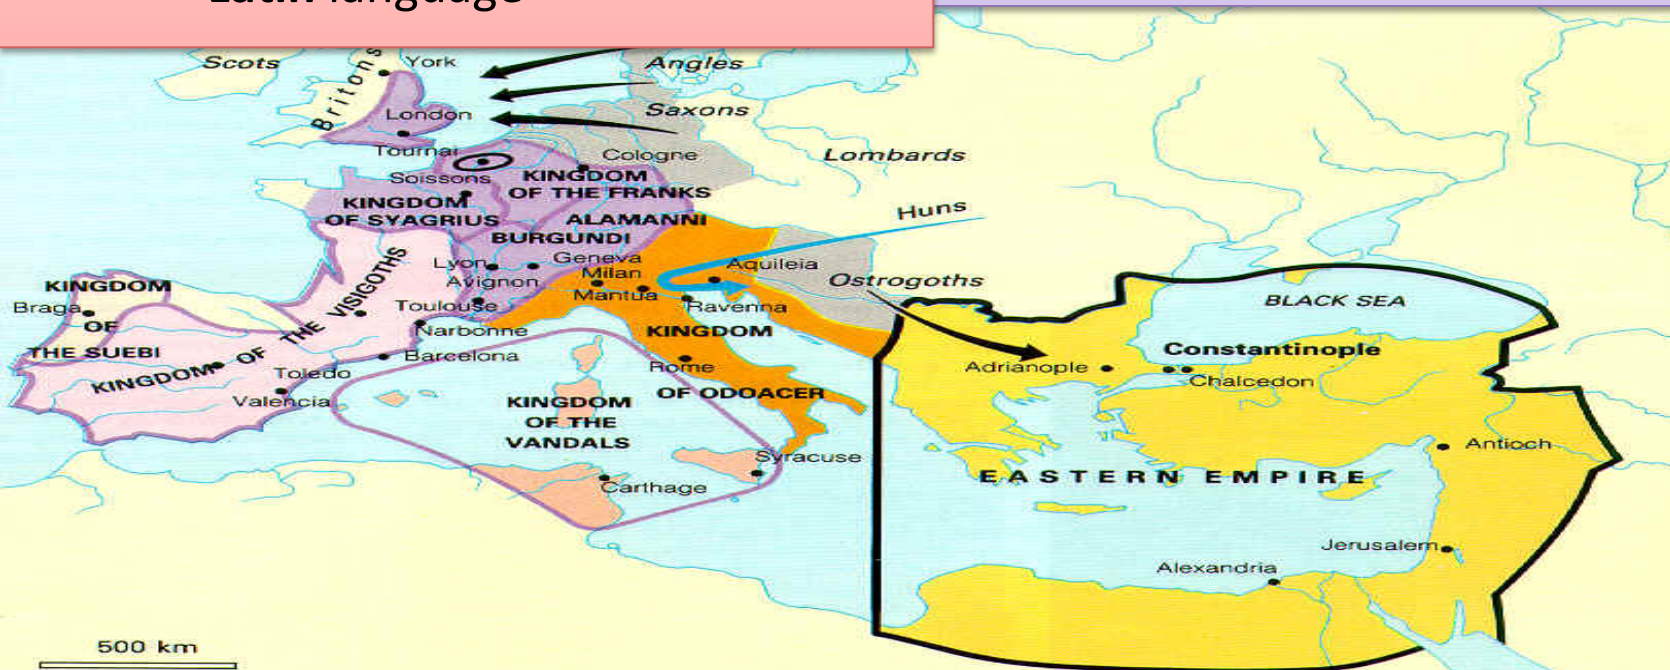 Latin language
Scots
Britons
York
Angles
London
Saxons
Tournai
Cologne
Lombards
Soissons
KINGDOM
OF THE FRANKS
KINGDOM
OF SYAGRIUS
ALAMANNI
Huns
BURGUNDI
Lyon
Geneva
Aquileia
Milan
Avignon
Ostrogoths
KINGDOM
OF
THE SUEBI
Braga
Mantua
Toulouse
Ravenna
BLACK SEA
KINGDOM OF THE VISIGOTHS
Narbonne
KINGDOM
OF ODOACER
Constantinople
Barcelona
Rome
Adrianople
Chalcedon
Toledo
Valencia
KINGDOM
OF THE
VANDALS
Antioch
Syracuse
EASTERN EMPIRE
Carthage
Jerusalem
Alexandria
500 km